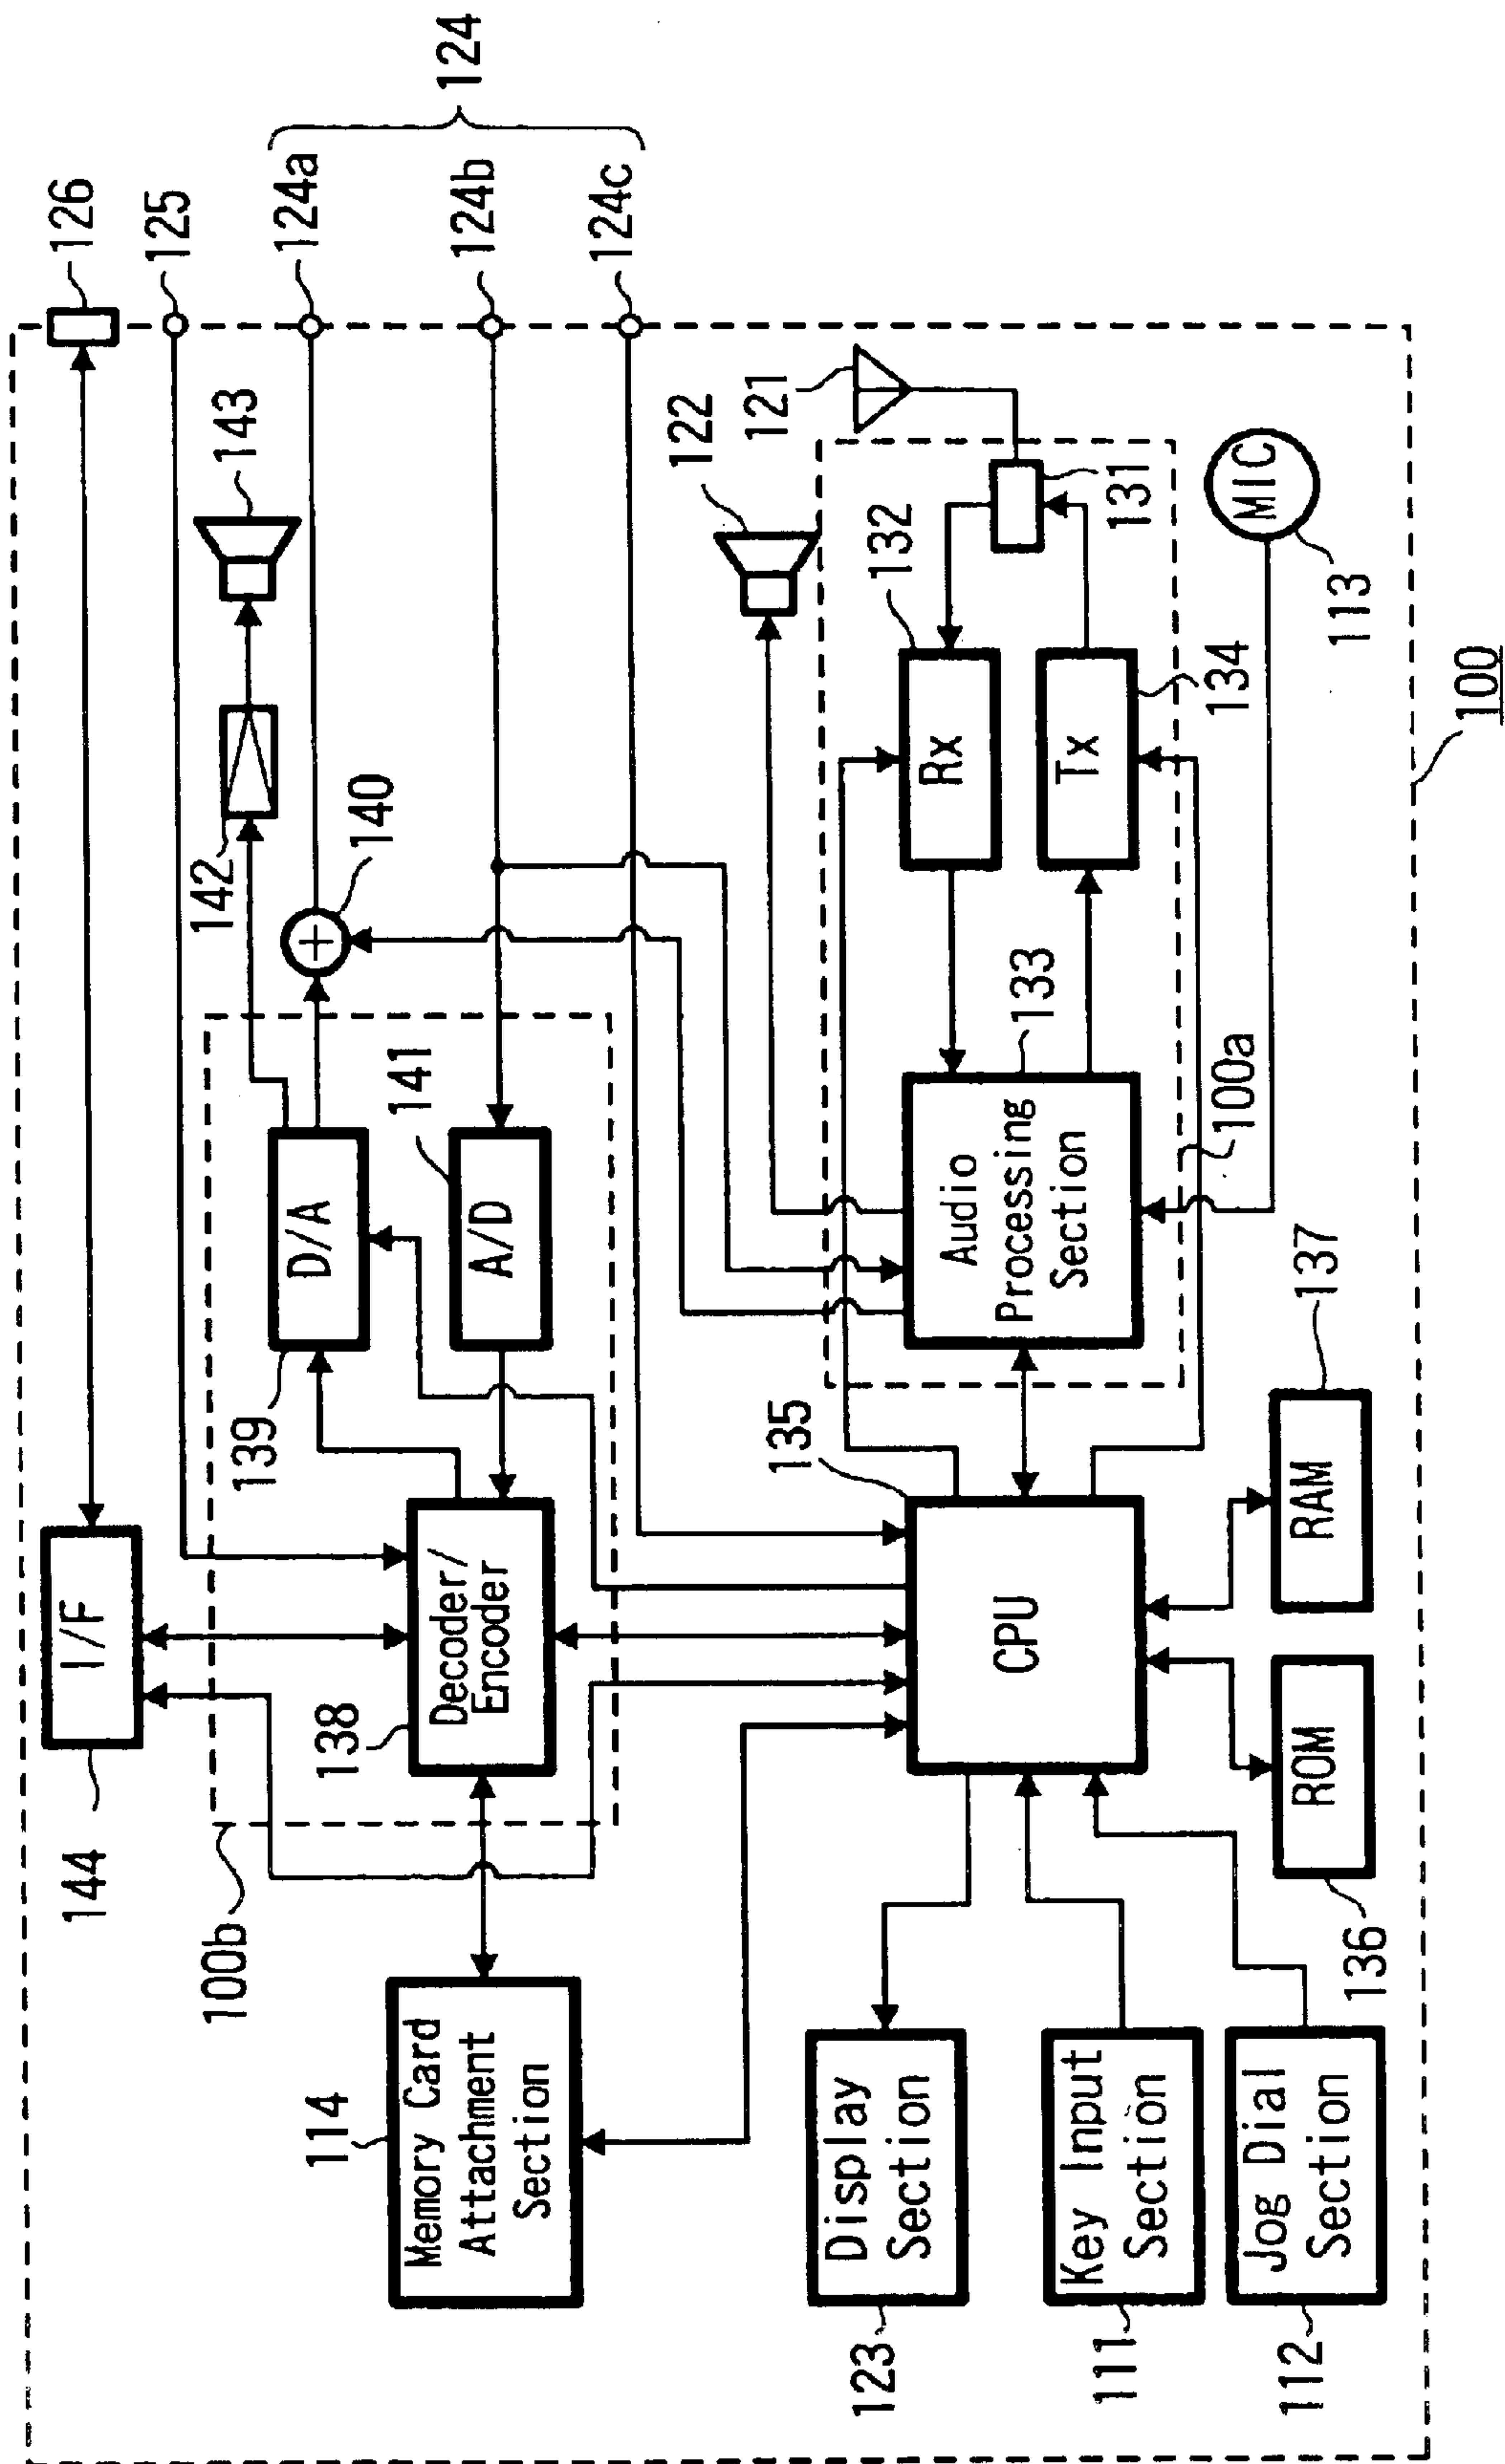 144
I/F
126
125
100b
139
D/A
142
143
140
124a
124
138
Decoder/
Encoder
141
A/D
124b
124c
114
Memory Card
Attachment
Section
122
121
135
CPU
133
Audio
Processing
Section
132
Rx
131
134
Tx
100a
123
Display
Section
111
Key Input
Section
112
Jog Dial
Section
136
ROM
137
RAM
MIC
113
100